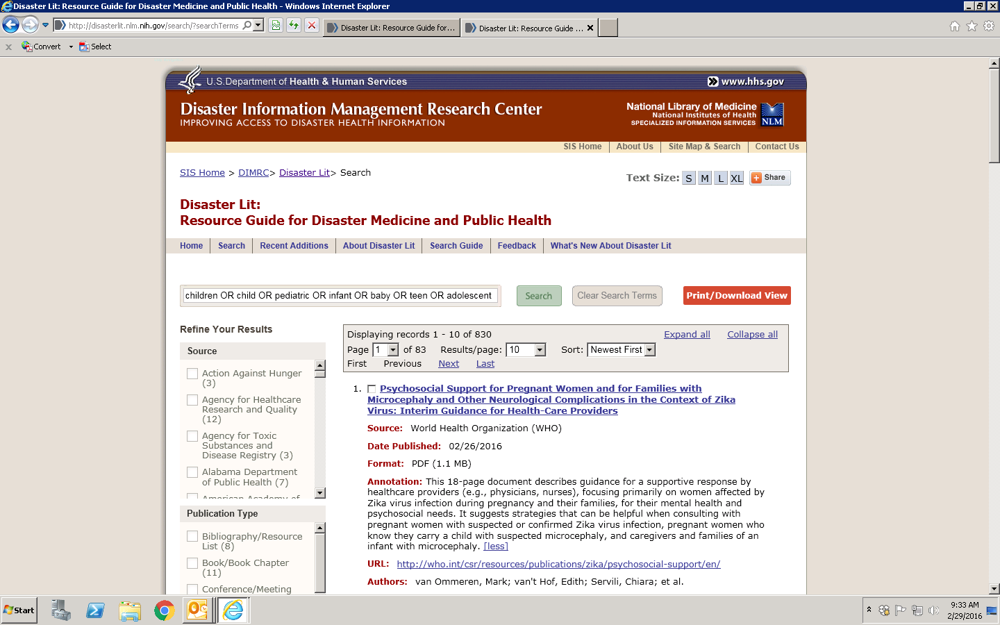 Disaster Lit: Resource Guide for Disaster Medicine and Public Health - Windows Internet Explorer
http://disasterlit.nlm.nih.gov/search/?searchTerms
Disaster Lit: Resource Guide for...
Disaster Lit: Resource Guide ...
x Convert Select
U.S.Department of Health & Human Services
www.hhs.gov
Disaster Information Management Research Center
IMPROVING ACCESS TO DISASTER HEALTH INFORMATION
National Library of Medicine
National Institutes of Health
SPECIALIZED INFORMATION SERVICES
NLM
SIS Home About Us Site Map & Search Contact Us
SIS Home > DIMRC> Disaster Lit> Search
Text Size: S M L XL Share
Disaster Lit:
Resource Guide for Disaster Medicine and Public Health
Home Search Recent Additions About Disaster Lit Search Guide Feedback What's New About Disaster Lit
children OR child OR pediatric OR infant OR baby OR teen OR adolescent
Search Clear Search Terms Print/Download View
Refine Your Results
Source
Action Against Hunger
(3)
Agency for Healthcare
Research and Quality
(12)
Agency for Toxic
Substances and
Disease Registry (3)
Alabama Department
of Public Health (7)
American Academy of
Publication Type
Bibliography/Resource
List (8)
Book/Book Chapter
(11)
Conference/Meeting
Displaying records 1 - 10 of 830 Expand all Collapse all
Page 1 of 83 Results/page: 10 Sort: Newest First
First Previous Next Last
1. Psychosocial Support for Pregnant Women and for Families with
Microcephaly and Other Neurological Complications in the Context of Zika
Virus: Interim Guidance for Health-Care Providers
Source: World Health Organization (WHO)
Date Published: 02/26/2016
Format: PDF (1.1 MB)
Annotation: This 18-page document describes guidance for a supportive response by
healthcare providers (e.g., physicians, nurses), focusing primarily on women affected by
Zika virus infection during pregnancy and their families, for their mental health and
psychosocial needs. It suggests strategies that can be helpful when consulting with
pregnant women with suspected or confirmed Zika virus infection, pregnant women who
know they carry a child with suspected microcephaly, and caregivers and families of an
infant with microcephaly. [less]
URL: http://who.int/csr/resources/publications/zika/psychosocial-support/en/
Authors: van Ommeren, Mark; van't Hof, Edith; Servili, Chiara; et al.
Start
9:33 AM
2/29/2016